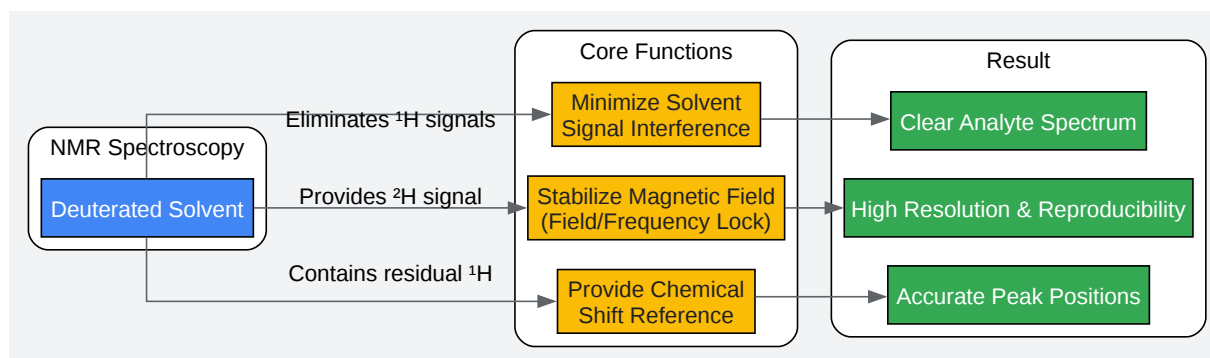 NMR Spectroscopy
Deuterated Solvent
Eliminates ¹H signals
Provides ²H signal
Contains residual ¹H
Core Functions
Minimize Solvent
Signal Interference
Stabilize Magnetic Field
(Field/Frequency Lock)
Provide Chemical
Shift Reference
Result
Clear Analyte Spectrum
High Resolution & Reproducibility
Accurate Peak Positions